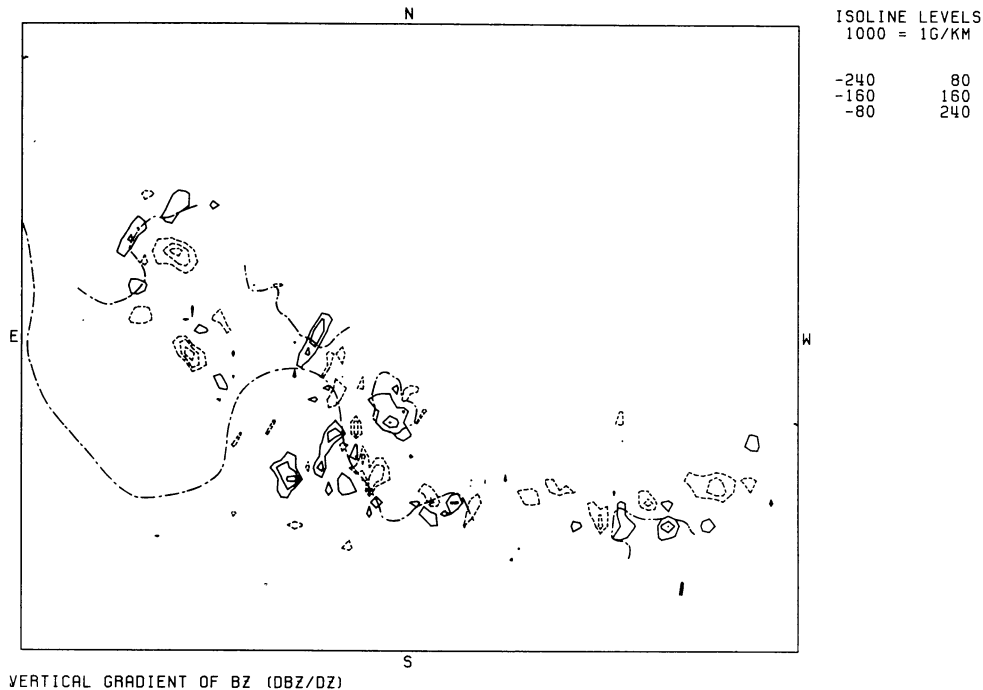 N
ISOLINE LEVELS
1000 = 1G/KM
-240 80
-160 160
-80 240
E
W
S
VERTICAL GRADIENT OF BZ (DBZ/DZ)